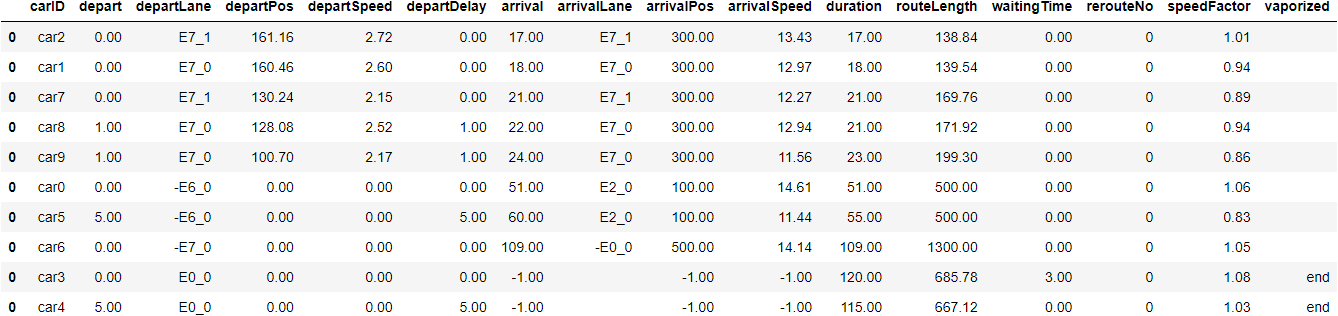 carID depart departLane departPos departSpeed departDelay arrival arrivalLane arrivalPos arrivalSpeed duration routeLength waitingTime rerouteNo speedFactor vaporized
0 car2 0.00 E7_1 161.16 2.72 0.00 17.00 E7_1 300.00 13.43 17.00 138.84 0.00 0 1.01
0 car1 0.00 E7_0 160.46 2.60 0.00 18.00 E7_0 300.00 12.97 18.00 139.54 0.00 0 0.94
0 car7 0.00 E7_1 130.24 2.15 0.00 21.00 E7_1 300.00 12.27 21.00 169.76 0.00 0 0.89
0 car8 1.00 E7_0 128.08 2.52 1.00 22.00 E7_0 300.00 12.94 21.00 171.92 0.00 0 0.94
0 car9 1.00 E7_0 100.70 2.17 1.00 24.00 E7_0 300.00 11.56 23.00 199.30 0.00 0 0.86
0 car0 0.00 -E6_0 0.00 0.00 0.00 51.00 E2_0 100.00 14.61 51.00 500.00 0.00 0 1.06
0 car5 5.00 -E6_0 0.00 0.00 5.00 60.00 E2_0 100.00 11.44 55.00 500.00 0.00 0 0.83
0 car6 0.00 -E7_0 0.00 0.00 0.00 109.00 -E0_0 500.00 14.14 109.00 1300.00 0.00 0 1.05
0 car3 0.00 E0_0 0.00 0.00 0.00 -1.00 -1.00 -1.00 120.00 685.78 3.00 0 1.08 end
0 car4 5.00 E0_0 0.00 0.00 5.00 -1.00 -1.00 -1.00 115.00 667.12 0.00 0 1.03 end